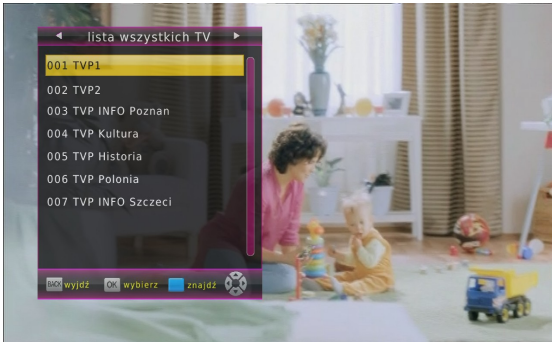 lista wszystkich TV
001 TVP1
002 TVP2
003 TVP INFO Poznan
004 TVP Kultura
005 TVP Historia
006 TVP Polonia
007 TVP INFO Szczeci
BACK wyjdź OK wybierz znajdź